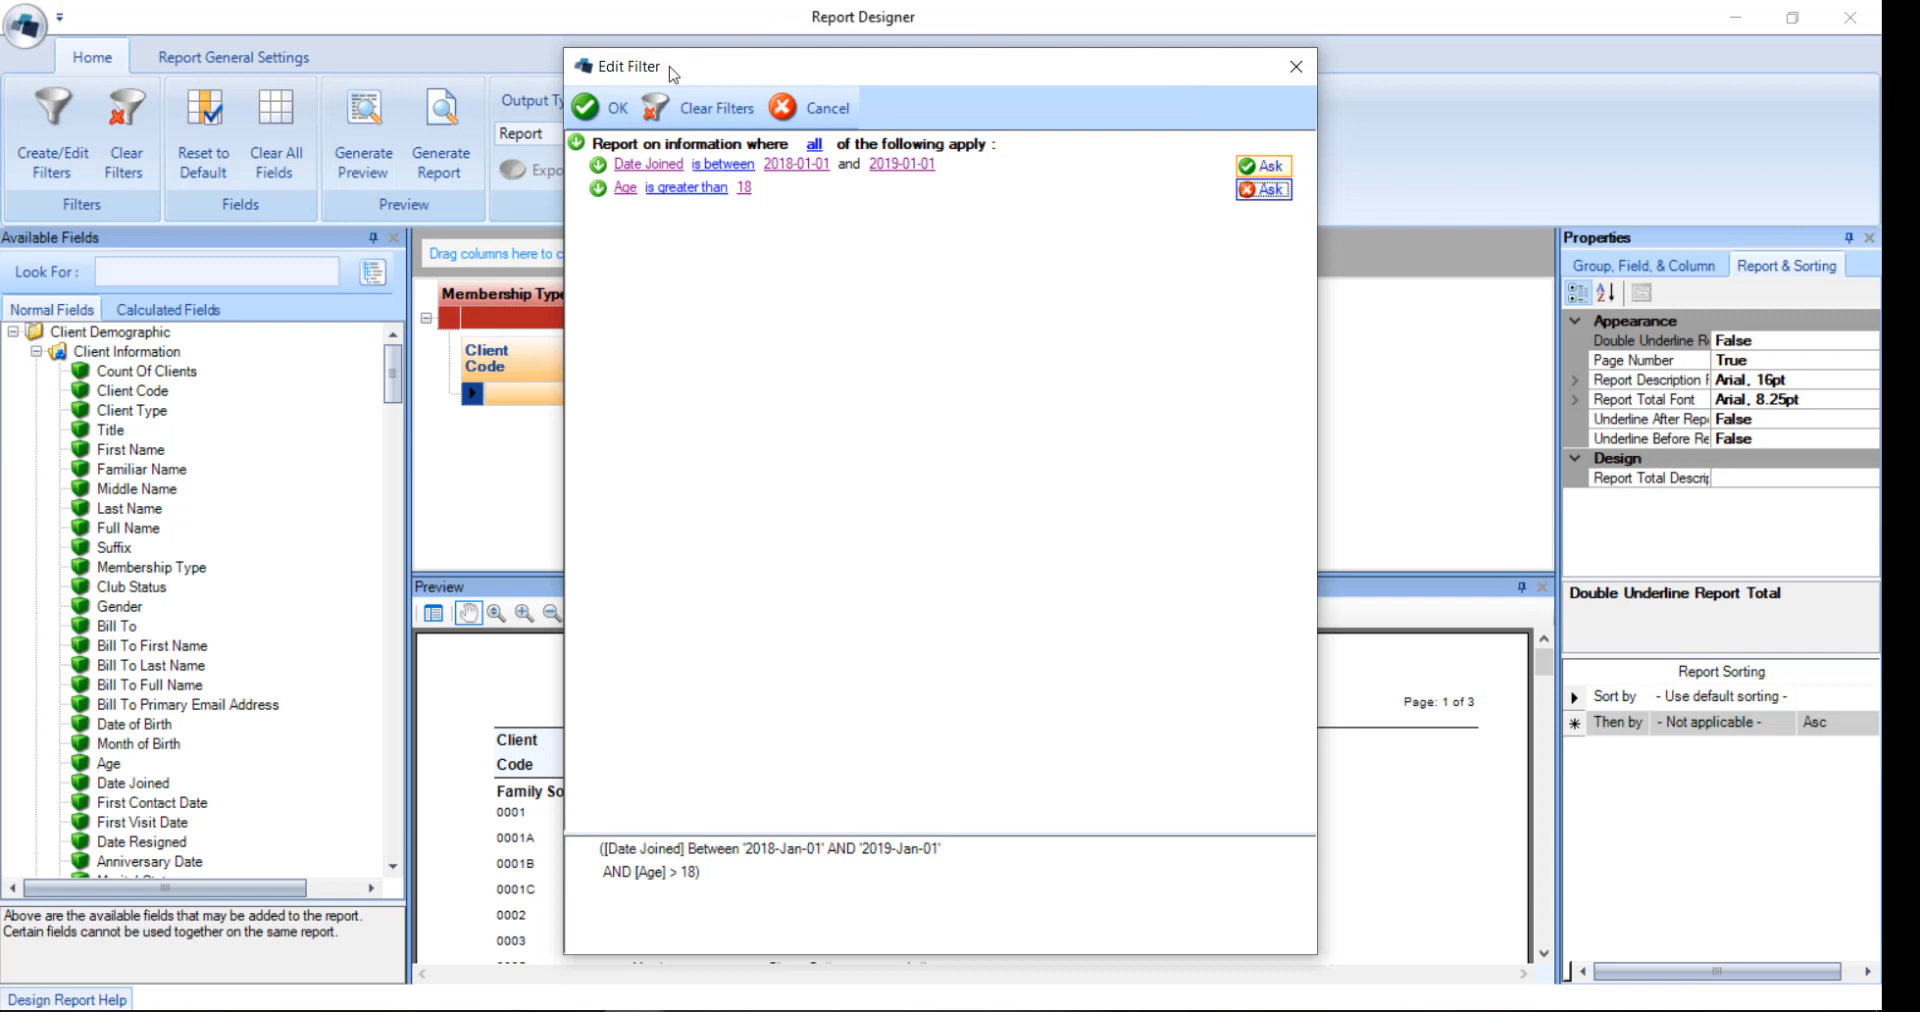 Report Designer
Home
Report General Settings
Create/Edit
Filters
Clear
Filters
Filters
Reset to
Default
Clear All
Fields
Fields
Generate
Preview
Generate
Report
Preview
Output Ty
Report
Expo
Available Fields
Look For :
Normal Fields
Calculated Fields
Client Demographic
Client Information
Count Of Clients
Client Code
Client Type
Title
First Name
Familiar Name
Middle Name
Last Name
Full Name
Suffix
Membership Type
Club Status
Gender
Bill To
Bill To First Name
Bill To Last Name
Bill To Full Name
Bill To Primary Email Address
Date of Birth
Month of Birth
Age
Date Joined
First Contact Date
First Visit Date
Date Resigned
Anniversary Date
Above are the available fields that may be added to the report.
Certain fields cannot be used together on the same report.
Design Report Help
Drag columns here to c
Membership Type
Client
Code
Preview
Page: 1 of 3
Client
Code
Family So
0001
0001A
0001B
0001C
0002
0003
Edit Filter
OK
Clear Filters
Cancel
Report on information where all of the following apply :
Date Joined is between 2018-01-01 and 2019-01-01
Ask
Age is greater than 18
Ask
([Date Joined] Between '2018-Jan-01' AND '2019-Jan-01'
AND [Age] > 18)
Properties
Group, Field, & Column
Report & Sorting
Appearance
Double Underline R False
Page Number True
Report Description F Arial, 16pt
Report Total Font Arial, 8.25pt
Underline After Rep False
Underline Before Re False
Design
Report Total Descrip
Double Underline Report Total
Report Sorting
Sort by - Use default sorting -
Then by - Not applicable - Asc